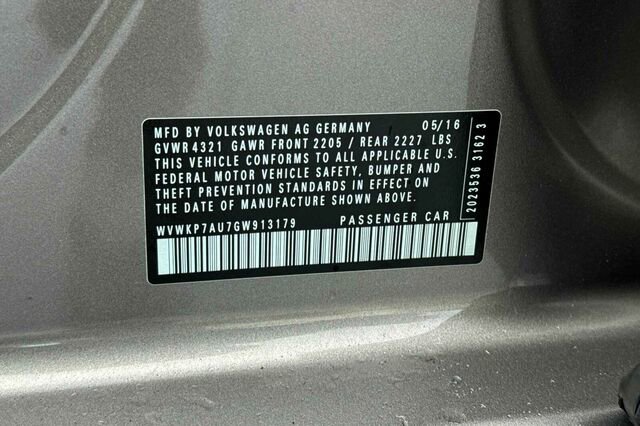 MFD BY VOLKSWAGEN AG GERMANY 05/16
GVWR 4321 GAWR FRONT 2205 / REAR 2227 LBS
THIS VEHICLE CONFORMS TO ALL APPLICABLE U.S.
FEDERAL MOTOR VEHICLE SAFETY, BUMPER AND
THEFT PREVENTION STANDARDS IN EFFECT ON
THE DATE OF MANUFACTURE SHOWN ABOVE.
WVWKP7AU7GW913179 PASSENGER CAR
2023536 3162 3